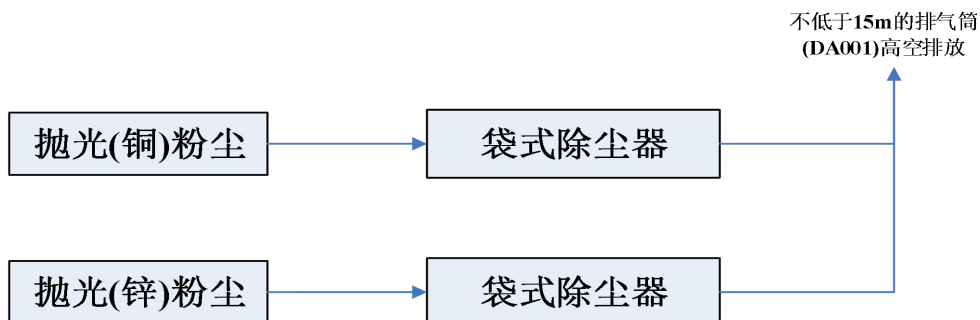 不低于15m的排气筒
(DA001)高空排放
抛光(铜)粉尘
袋式除尘器
抛光(锌)粉尘
袋式除尘器